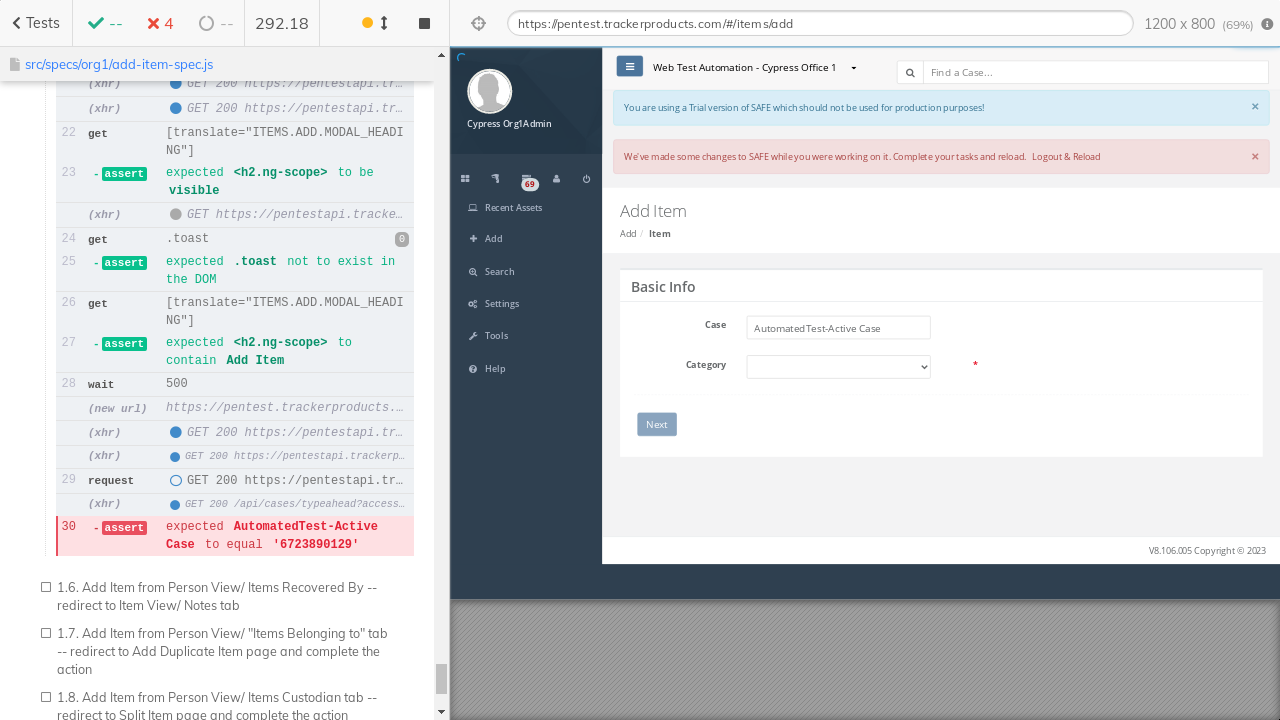 Tests
--
4
--
292.18
https://pentest.trackerproducts.com/#/items/add
1200 x 800 (69%)
src/specs/org1/add-item-spec.js
(xhr) GET 200 https://pentestapi.tr…
(xhr) GET 200 https://pentestapi.tr…
22 get [translate="ITEMS.ADD.MODAL_HEADI
NG"]
23 - assert expected <h2.ng-scope> to be
visible
(xhr) GET https://pentestapi.tracke…
24 get .toast 0
25 - assert expected .toast not to exist in
the DOM
26 get [translate="ITEMS.ADD.MODAL_HEADI
NG"]
27 - assert expected <h2.ng-scope> to
contain Add Item
28 wait 500
(new url) https://pentest.trackerproducts.…
(xhr) GET 200 https://pentestapi.tr…
(xhr) GET 200 https://pentestapi.trackerp…
29 request GET 200 https://pentestapi.tr…
(xhr) GET 200 /api/cases/typeahead?access…
30 - assert expected AutomatedTest-Active
Case to equal '6723890129'
1.6. Add Item from Person View/ Items Recovered By --
redirect to Item View/ Notes tab
1.7. Add Item from Person View/ "Items Belonging to" tab
-- redirect to Add Duplicate Item page and complete the
action
1.8. Add Item from Person View/ Items Custodian tab --
redirect to Split Item page and complete the action
Cypress Org1Admin
69
Recent Assets
Add
Search
Settings
Tools
Help
Web Test Automation - Cypress Office 1
Find a Case...
You are using a Trial version of SAFE which should not be used for production purposes! ×
We've made some changes to SAFE while you were working on it. Complete your tasks and reload. Logout & Reload ×
Add Item
Add / Item
Basic Info
Case AutomatedTest-Active Case
Category *
Next
V8.106.005 Copyright © 2023